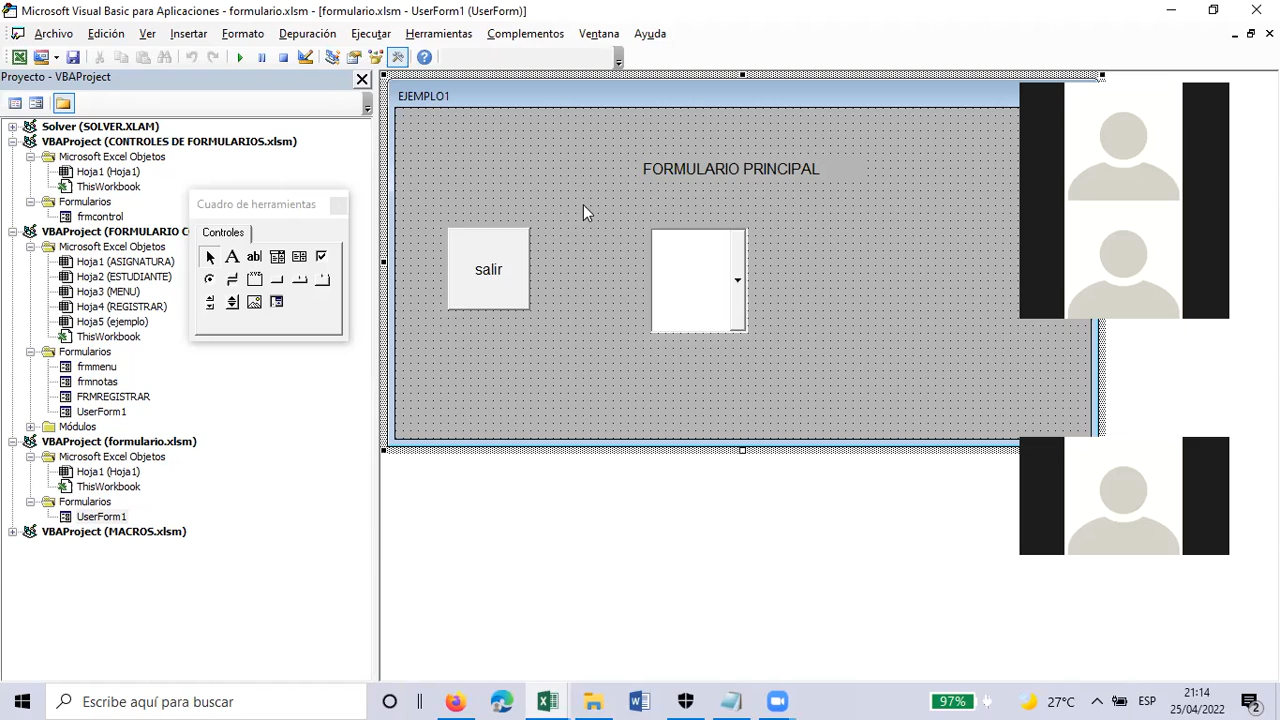 Microsoft Visual Basic para Aplicaciones - formulario.xlsm - [formulario.xlsm - UserForm1 (UserForm)]
Archivo Edición Ver Insertar Formato Depuración Ejecutar Herramientas Complementos Ventana Ayuda
Proyecto - VBAProject
Solver (SOLVER.XLAM)
VBAProject (CONTROLES DE FORMULARIOS.xlsm)
Microsoft Excel Objetos
Hoja1 (Hoja1)
ThisWorkbook
Formularios
frmcontrol
VBAProject (FORMULARIO C
Microsoft Excel Objetos
Hoja1 (ASIGNATURA)
Hoja2 (ESTUDIANTE)
Hoja3 (MENU)
Hoja4 (REGISTRAR)
Hoja5 (ejemplo)
ThisWorkbook
Formularios
frmmenu
frmnotas
FRMREGISTRAR
UserForm1
Módulos
VBAProject (formulario.xlsm)
Microsoft Excel Objetos
Hoja1 (Hoja1)
ThisWorkbook
Formularios
UserForm1
VBAProject (MACROS.xlsm)
Cuadro de herramientas
Controles
A ab|
EJEMPLO1
FORMULARIO PRINCIPAL
salir
Escribe aquí para buscar
97%
27°C
ESP
21:14
25/04/2022
2